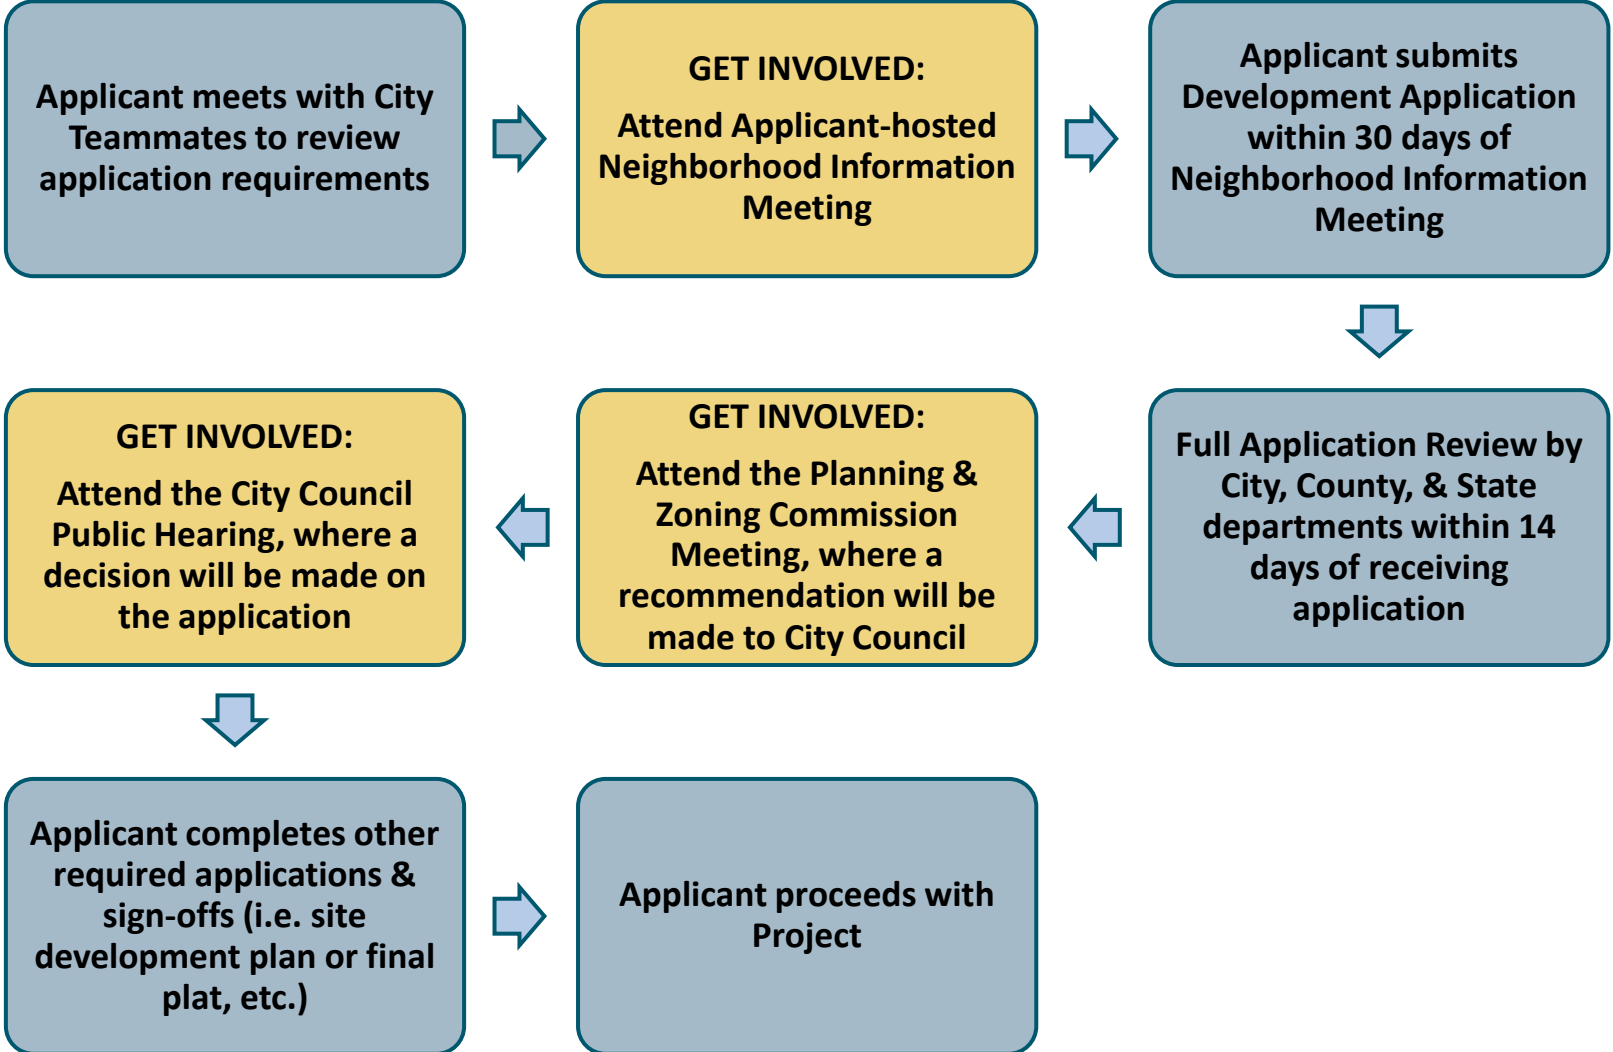 Applicant meets with City
Teammates to review
application requirements
GET INVOLVED:
Attend Applicant-hosted
Neighborhood Information
Meeting
Applicant submits
Development Application
within 30 days of
Neighborhood Information
Meeting
Full Application Review by
City, County, & State
departments within 14
days of receiving
application
GET INVOLVED:
Attend the Planning &
Zoning Commission
Meeting, where a
recommendation will be
made to City Council
GET INVOLVED:
Attend the City Council
Public Hearing, where a
decision will be made on
the application
Applicant completes other
required applications &
sign-offs (i.e. site
development plan or final
plat, etc.)
Applicant proceeds with
Project